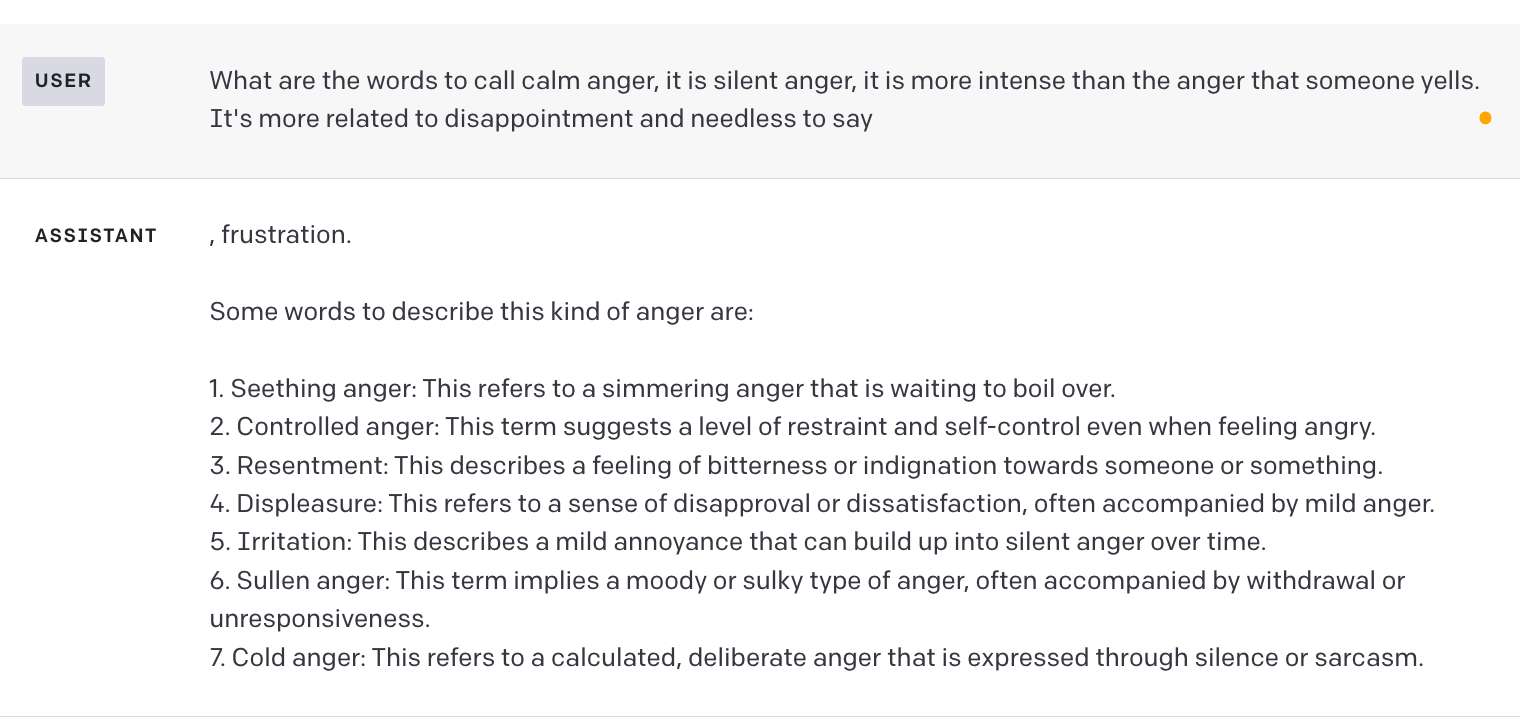 USER
What are the words to call calm anger, it is silent anger, it is more intense than the anger that someone yells.
It's more related to disappointment and needless to say
ASSISTANT
, frustration.
Some words to describe this kind of anger are:
1. Seething anger: This refers to a simmering anger that is waiting to boil over.
2. Controlled anger: This term suggests a level of restraint and self-control even when feeling angry.
3. Resentment: This describes a feeling of bitterness or indignation towards someone or something.
4. Displeasure: This refers to a sense of disapproval or dissatisfaction, often accompanied by mild anger.
5. Irritation: This describes a mild annoyance that can build up into silent anger over time.
6. Sullen anger: This term implies a moody or sulky type of anger, often accompanied by withdrawal or
unresponsiveness.
7. Cold anger: This refers to a calculated, deliberate anger that is expressed through silence or sarcasm.